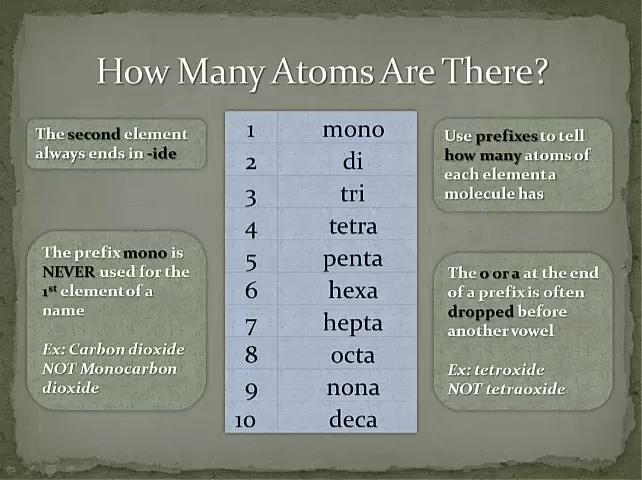 How Many Atoms Are There?
The second element
always ends in -ide
The prefix mono is
NEVER used for the
1st element of a
name
Ex: Carbon dioxide
NOT Monocarbon
dioxide
1 mono
2 di
3 tri
4 tetra
5 penta
6 hexa
7 hepta
8 octa
9 nona
10 deca
Use prefixes to tell
how many atoms of
each element a
molecule has
The o or a at the end
of a prefix is often
dropped before
another vowel
Ex: tetroxide
NOT tetraoxide